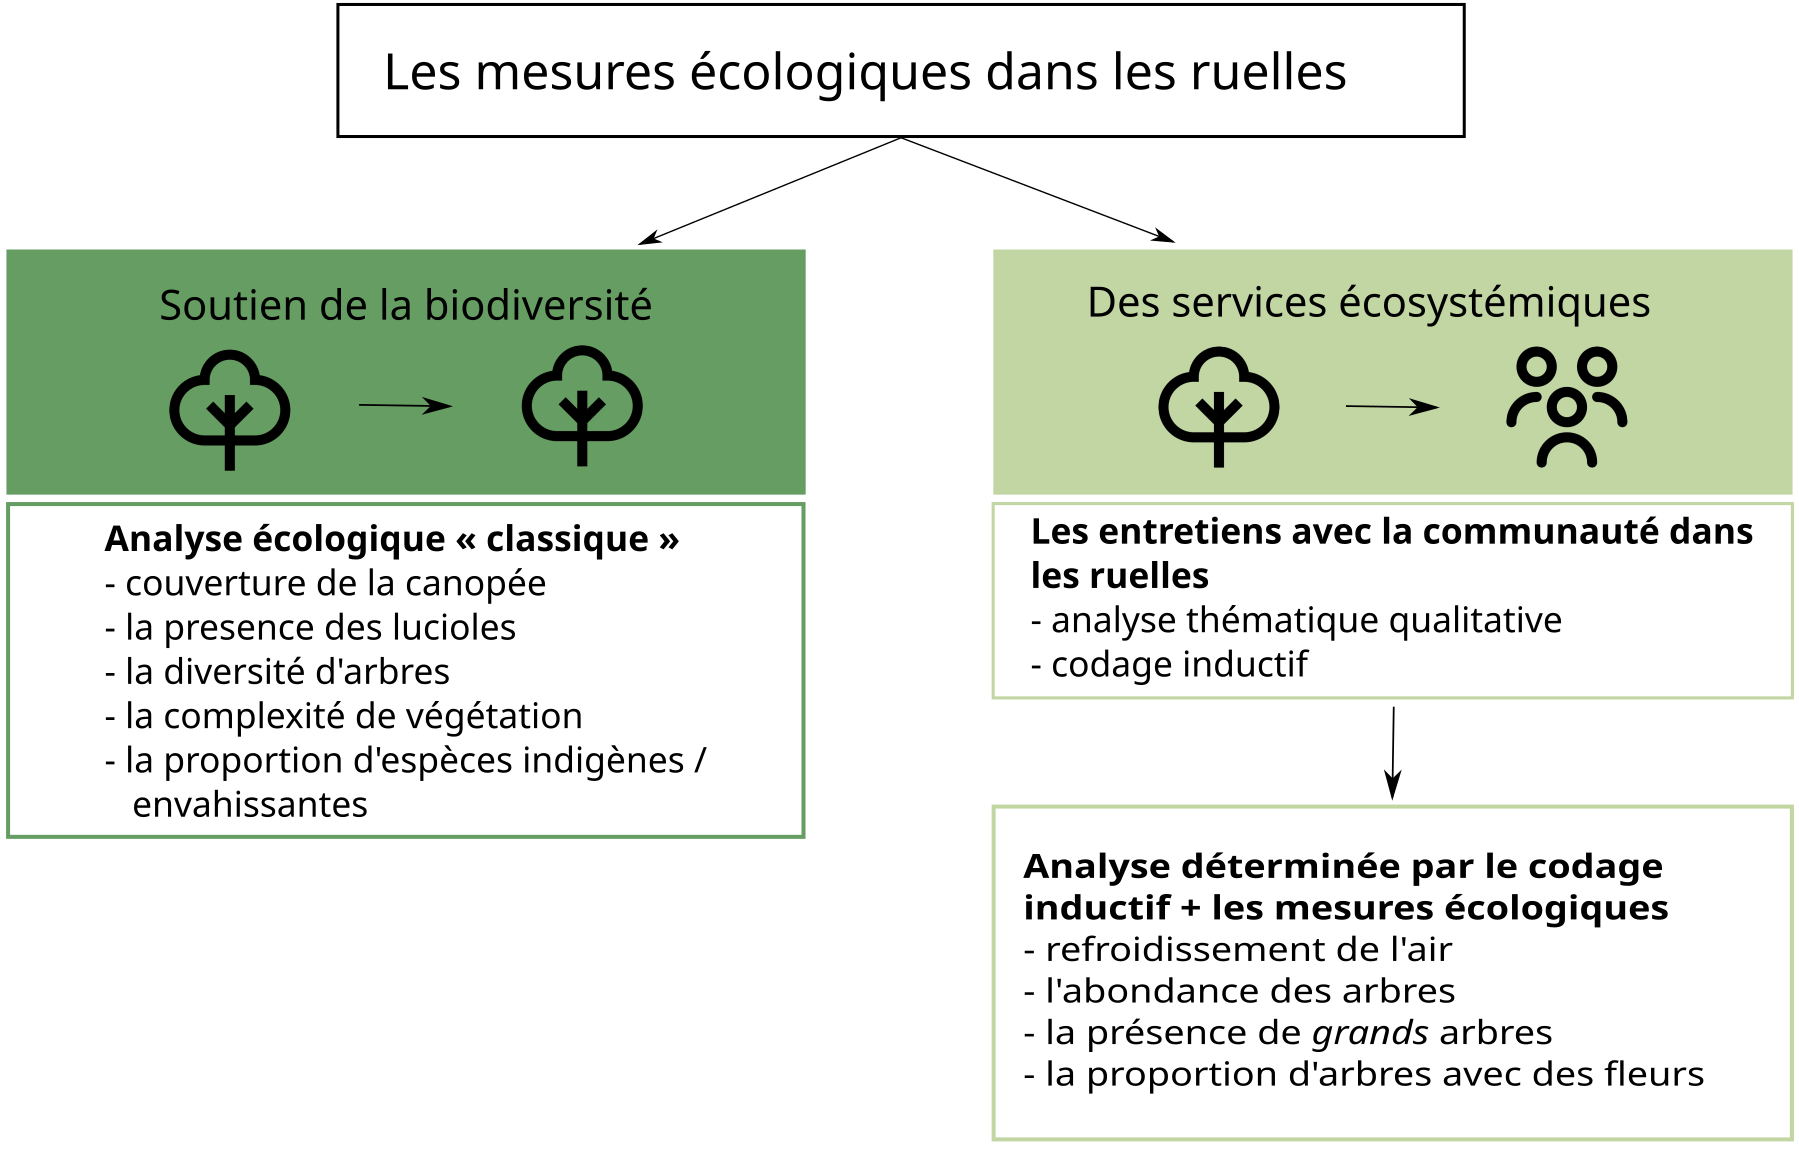 Les mesures écologiques dans les ruelles
Soutien de la biodiversité
Analyse écologique « classique »
- couverture de la canopée
- la presence des lucioles
- la diversité d'arbres
- la complexité de végétation
- la proportion d'espèces indigènes /
envahissantes
Des services écosystémiques
Les entretiens avec la communauté dans
les ruelles
- analyse thématique qualitative
- codage inductif
Analyse déterminée par le codage
inductif + les mesures écologiques
- refroidissement de l'air
- l'abondance des arbres
- la présence de grands arbres
- la proportion d'arbres avec des fleurs